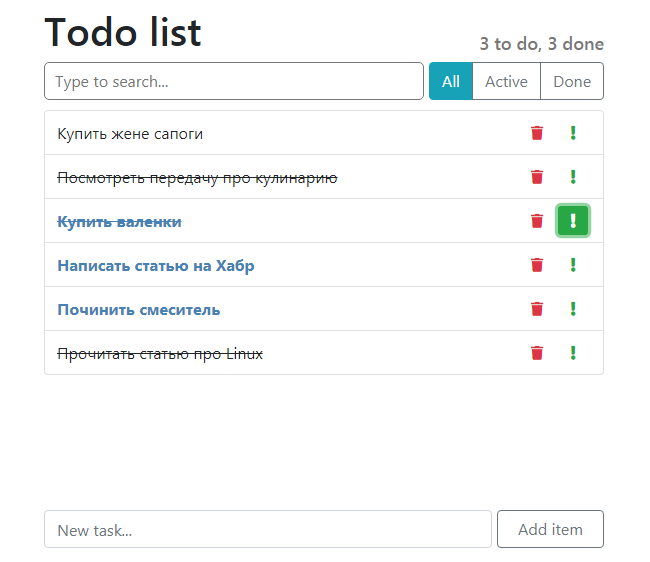 Todo list
3 to do, 3 done
Type to search...
All Active Done
Купить жене сапоги
Посмотреть передачу про кулинарию
Купить валенки
Написать статью на Хабр
Починить смеситель
Прочитать статью про Linux
New task...
Add item